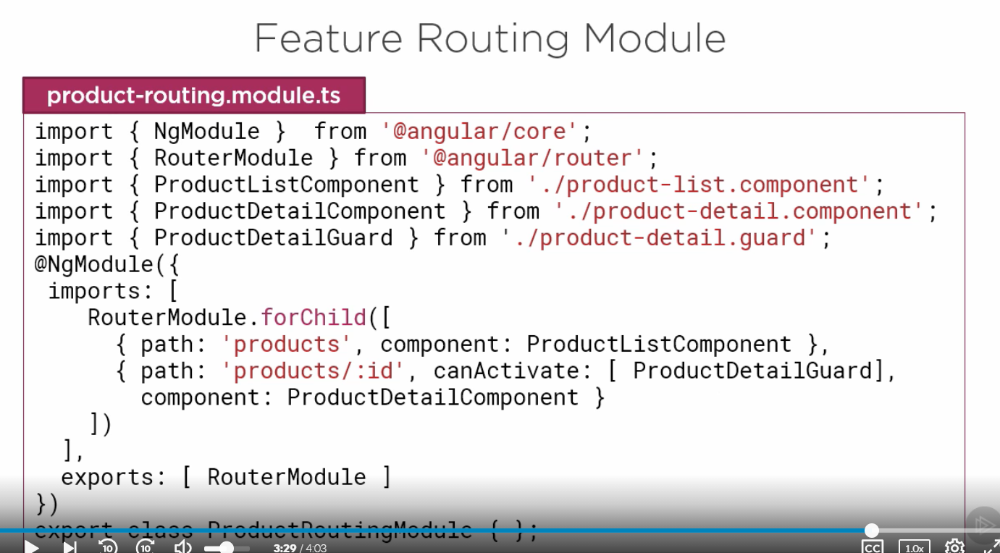 Feature Routing Module
product-routing.module.ts
import { NgModule }  from '@angular/core';
import { RouterModule } from '@angular/router';
import { ProductListComponent } from './product-list.component';
import { ProductDetailComponent } from './product-detail.component';
import { ProductDetailGuard } from './product-detail.guard';
@NgModule({
 imports: [
    RouterModule.forChild([
      { path: 'products', component: ProductListComponent },
      { path: 'products/:id', canActivate: [ ProductDetailGuard],
        component: ProductDetailComponent }
    ])
  ],
  exports: [ RouterModule ]
})
export class ProductRoutingModule { };
10 10 3:29 / 4:03 CC 1.0x